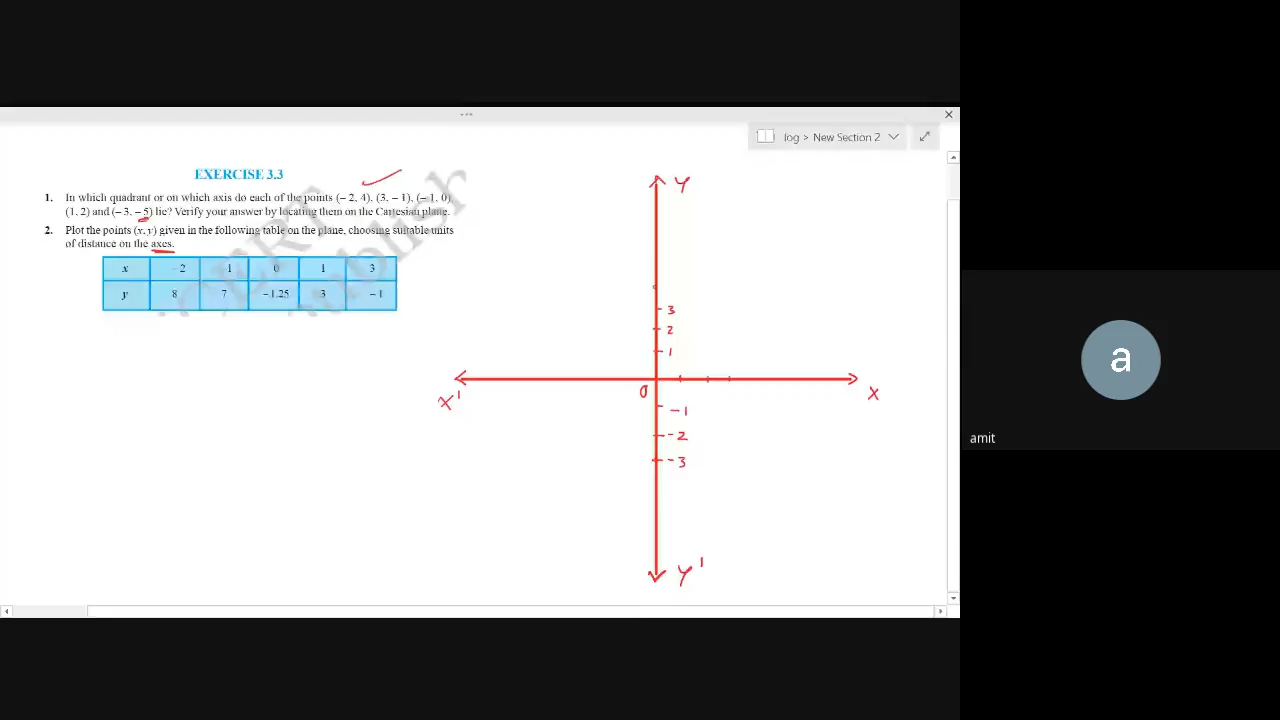 log > New Section 2
EXERCISE 3.3
1. In which quadrant or on which axis do each of the points (– 2, 4), (3, – 1), (– 1, 0),
(1, 2) and (– 3, – 5) lie? Verify your answer by locating them on the Cartesian plane.
2. Plot the points (x, y) given in the following table on the plane, choosing suitable units
of distance on the axes.
x – 2 – 1 0 1 3
y 8 7 – 1.25 3 – 1
Y
3
2
1
X' 0 X
-1
-2
-3
Y'
a
amit